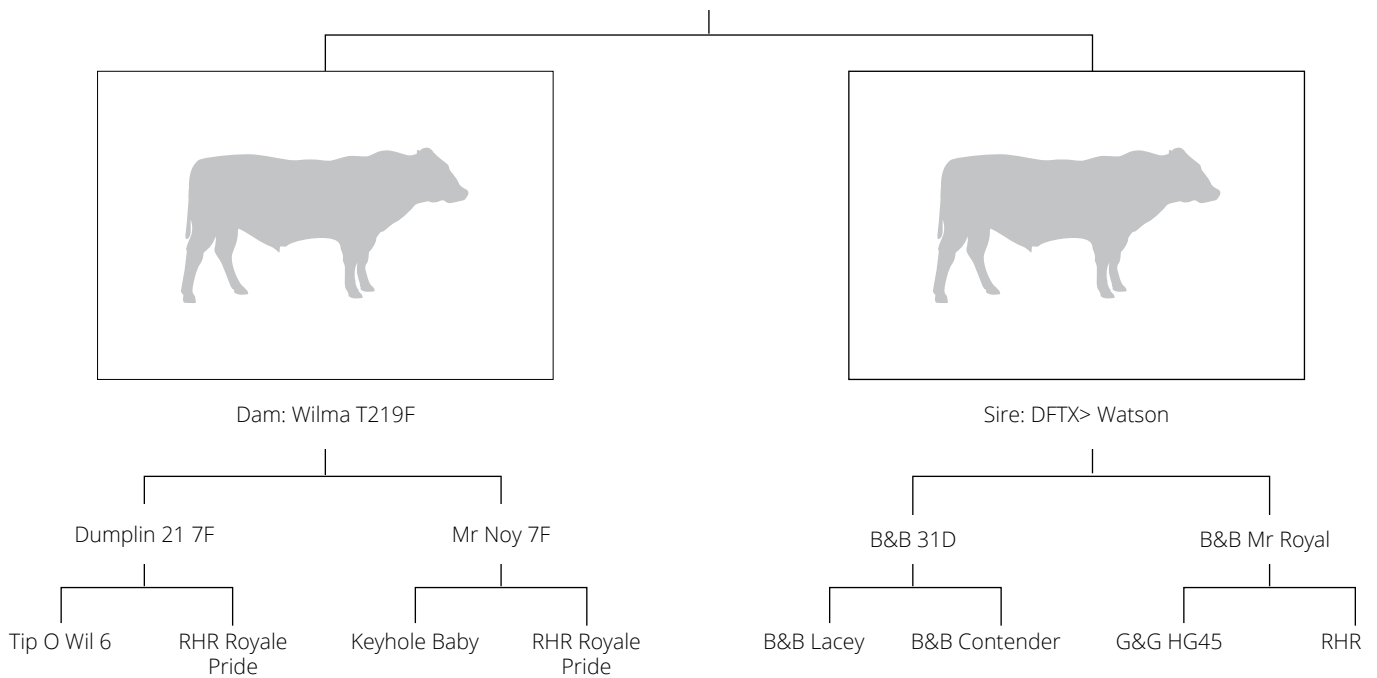 Dam: Wilma T219F
Sire: DFTX> Watson
Dumplin 21 7F
Mr Noy 7F
B&B 31D
B&B Mr Royal
Tip O Wil 6
RHR Royale
Pride
Keyhole Baby
RHR Royale
Pride
B&B Lacey
B&B Contender
G&G HG45
RHR